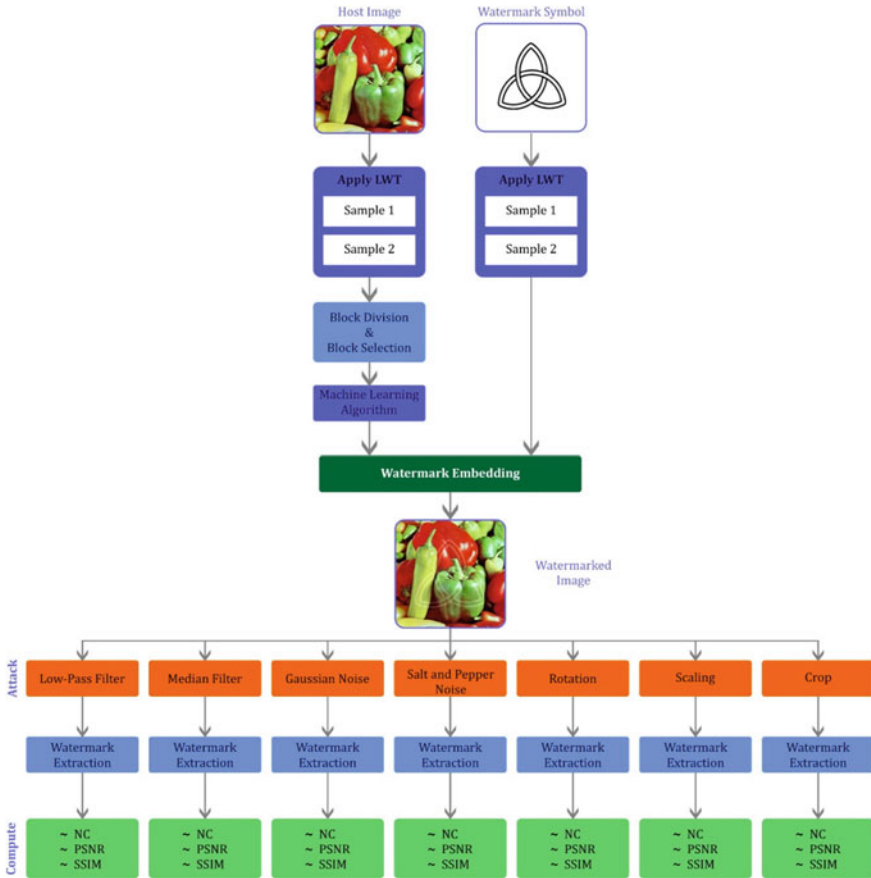 Host Image
Watermark Symbol
Apply LWT
Sample 1
Sample 2
Apply LWT
Sample 1
Sample 2
Block Division
&
Block Selection
Machine Learning
Algorithm
Watermark Embedding
Watermarked
Image
Attack
Low-Pass Filter
Median Filter
Gaussian Noise
Salt and Pepper
Noise
Rotation
Scaling
Crop
Watermark
Extraction
Watermark
Extraction
Watermark
Extraction
Watermark
Extraction
Watermark
Extraction
Watermark
Extraction
Watermark
Extraction
Compute
~ NC
~ PSNR
~ SSIM
~ NC
~ PSNR
~ SSIM
~ NC
~ PSNR
~ SSIM
~ NC
~ PSNR
~ SSIM
~ NC
~ PSNR
~ SSIM
~ NC
~ PSNR
~ SSIM
~ NC
~ PSNR
~ SSIM